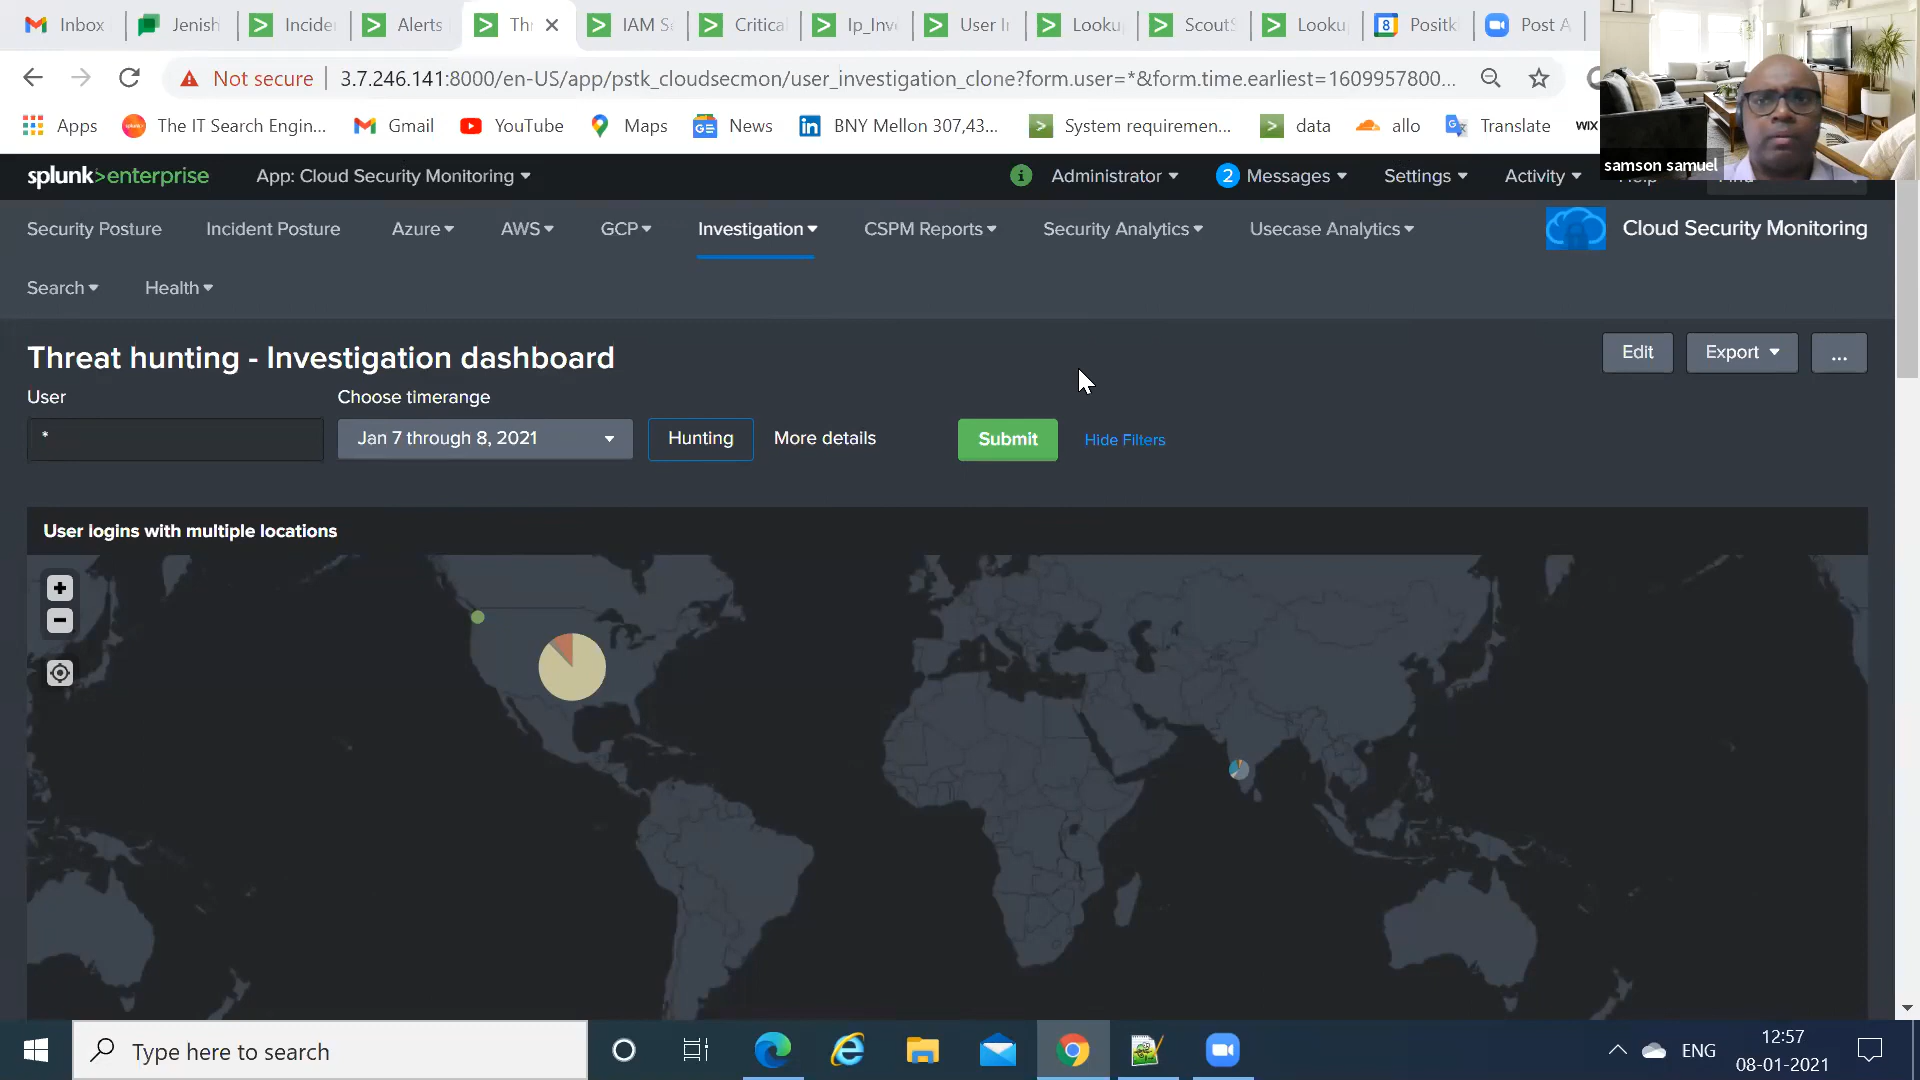 Inbox
Jenish
Incide
Alerts
Thr
IAM S
Critica
Ip_Inv
User I
Looku
ScoutS
Looku
8
Positk
Post A
Not secure
3.7.246.141:8000/en-US/app/pstk_cloudsecmon/user_investigation_clone?form.user=*&form.time.earliest=1609957800...
Apps
The IT Search Engin...
Gmail
YouTube
Maps
News
BNY Mellon 307,43...
System requiremen...
data
allo
Translate
WIX
samson samuel
splunk>enterprise
App: Cloud Security Monitoring
Administrator
2 Messages
Settings
Activity
Security Posture
Incident Posture
Azure
AWS
GCP
Investigation
CSPM Reports
Security Analytics
Usecase Analytics
Cloud Security Monitoring
Search
Health
Threat hunting - Investigation dashboard
Edit
Export
...
User
Choose timerange
*
Jan 7 through 8, 2021
Hunting
More details
Submit
Hide Filters
User logins with multiple locations
+
-
Type here to search
ENG
12:57
08-01-2021